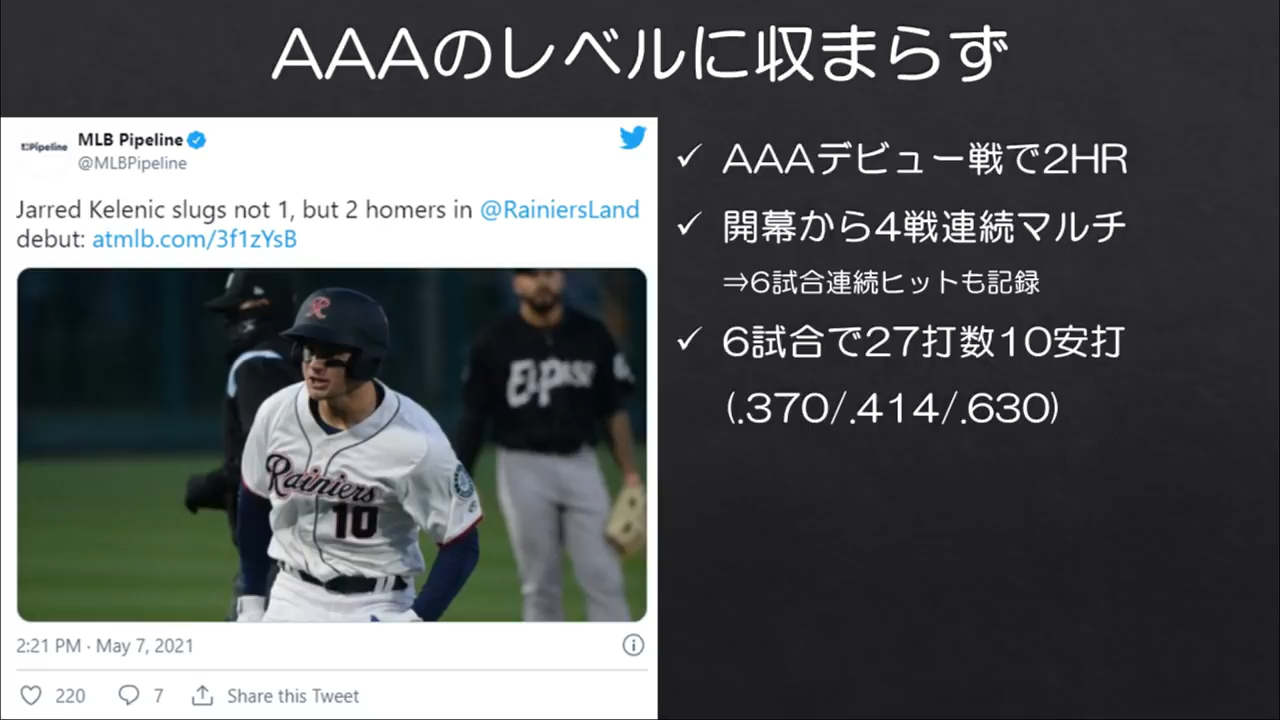 AAAのレベルに収まらず
Pipeline
MLB Pipeline
@MLBPipeline
Jarred Kelenic slugs not 1, but 2 homers in @RainiersLand
debut: atmlb.com/3f1zYsB
R
El Paso
Rainiers
10
2:21 PM · May 7, 2021
220 7 Share this Tweet
✓ AAAデビュー戦で2HR
✓ 開幕から4戦連続マルチ
⇒6試合連続ヒットも記録
✓ 6試合で27打数10安打
(.370/.414/.630)